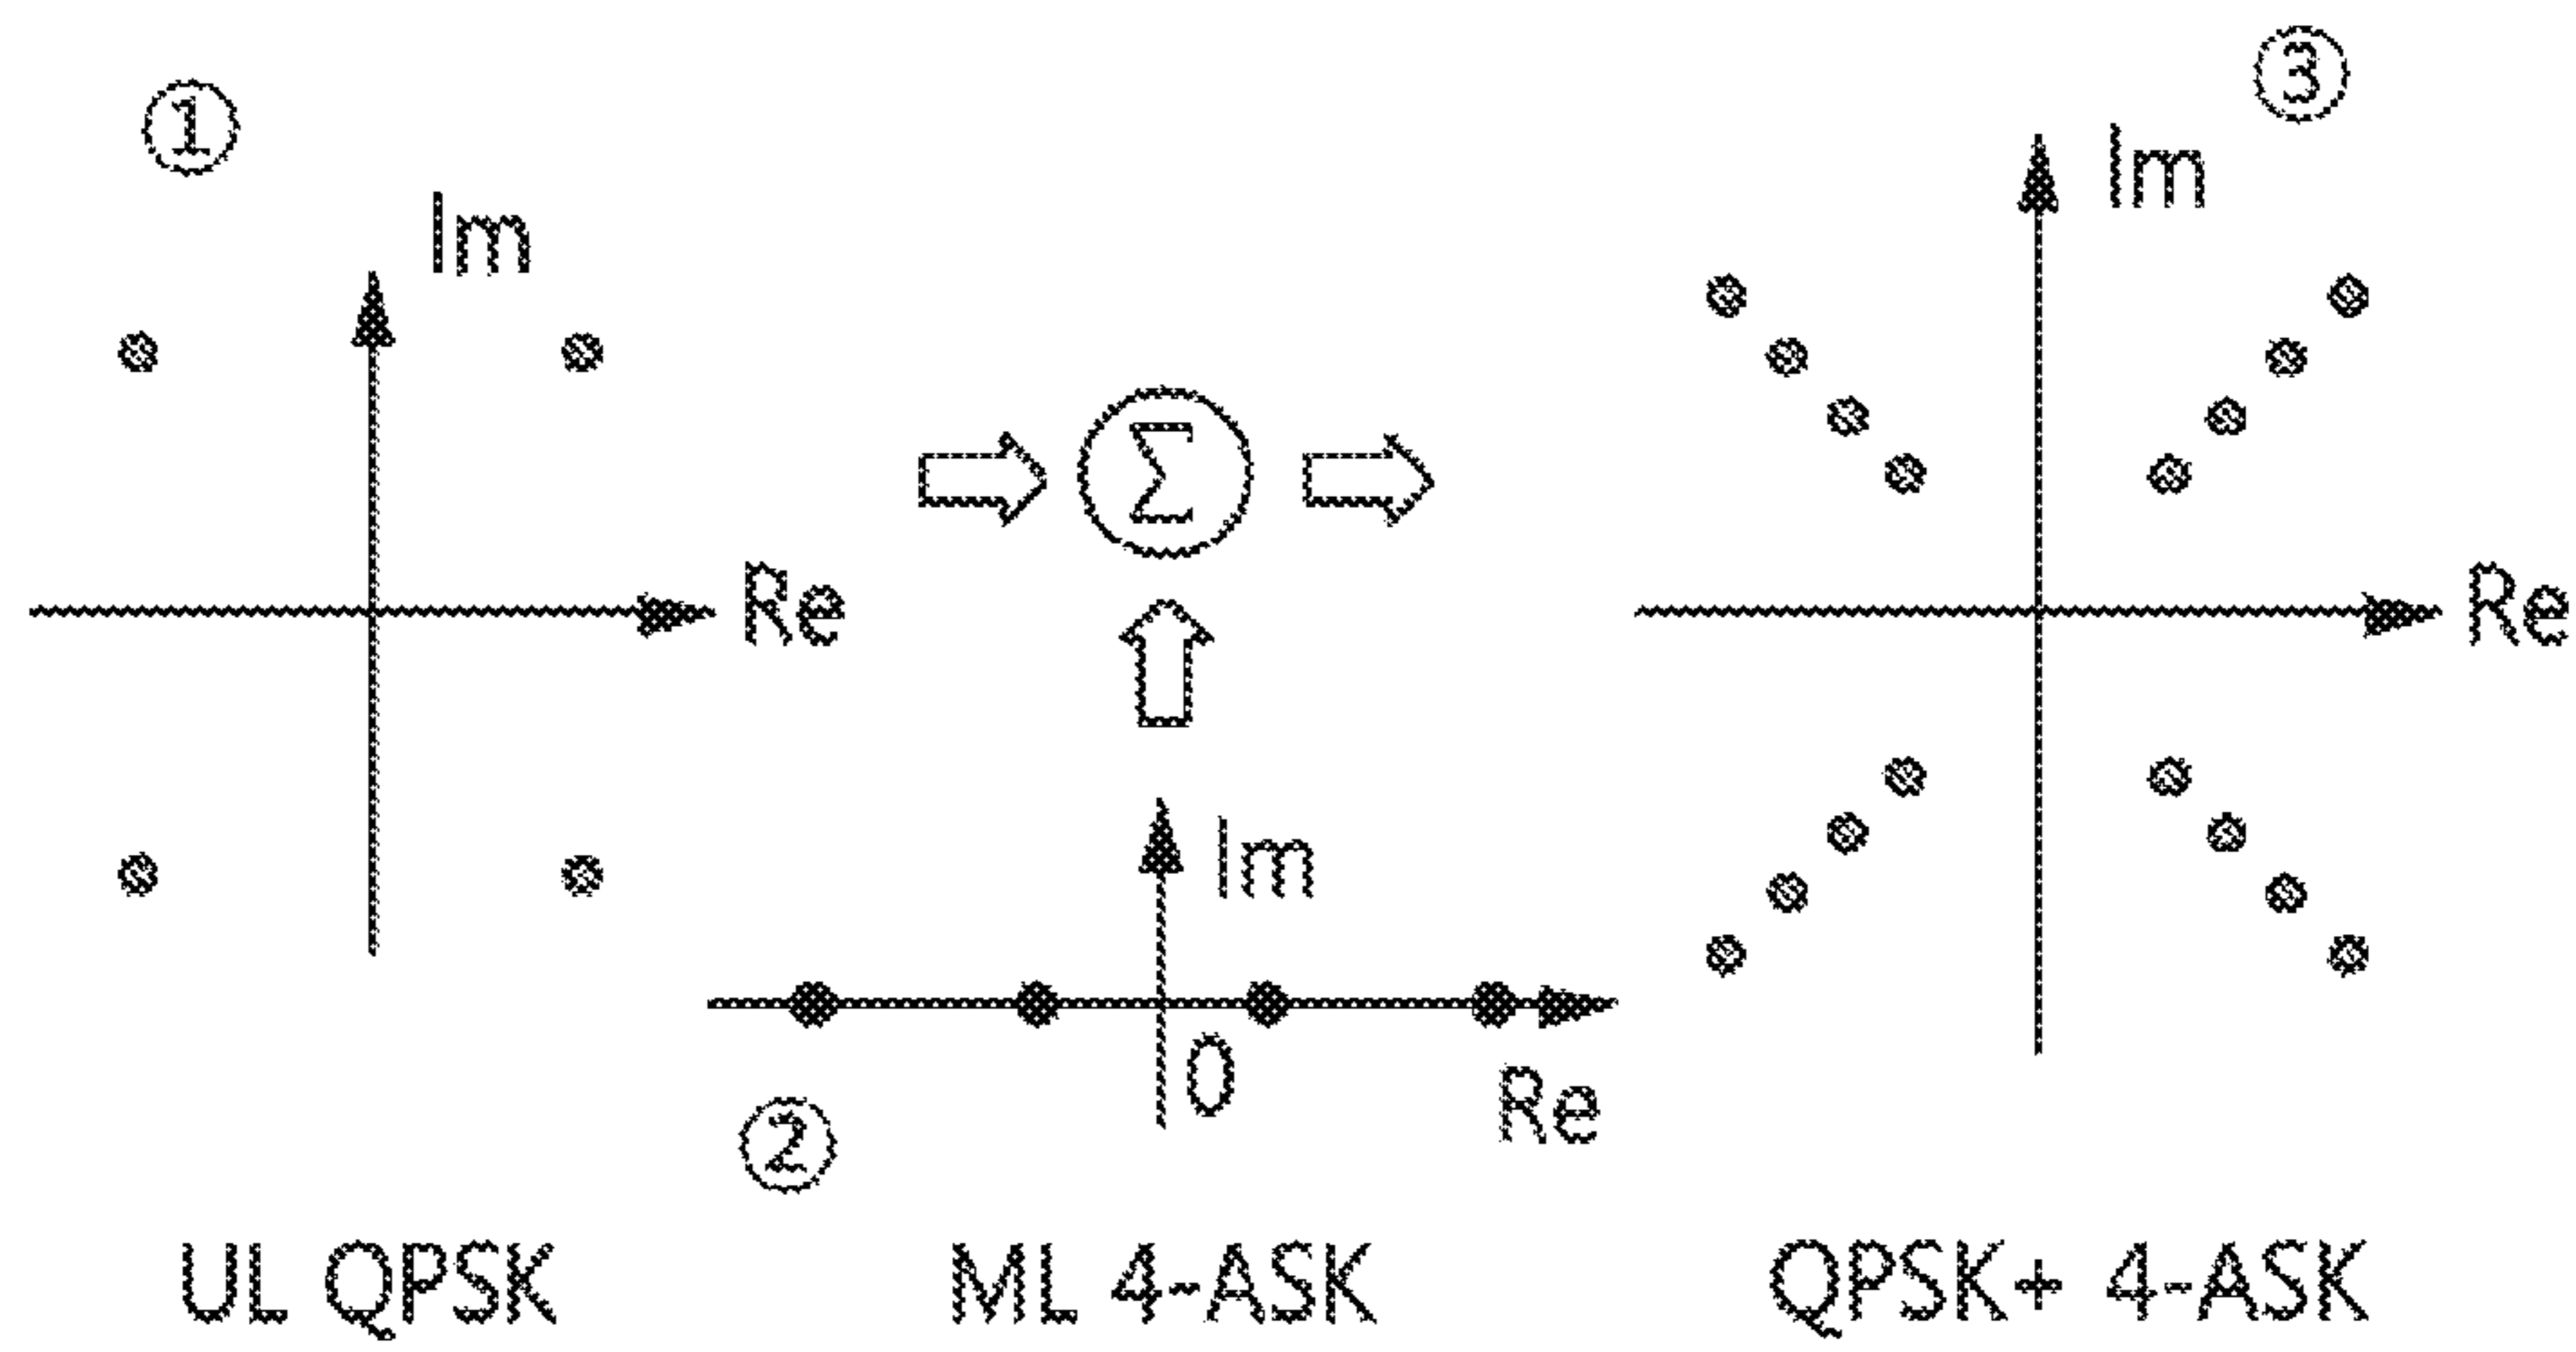 ①
Im
Re
Σ
Im
0
Re
②
③
Im
Re
UL QPSK
ML 4-ASK
QPSK+ 4-ASK